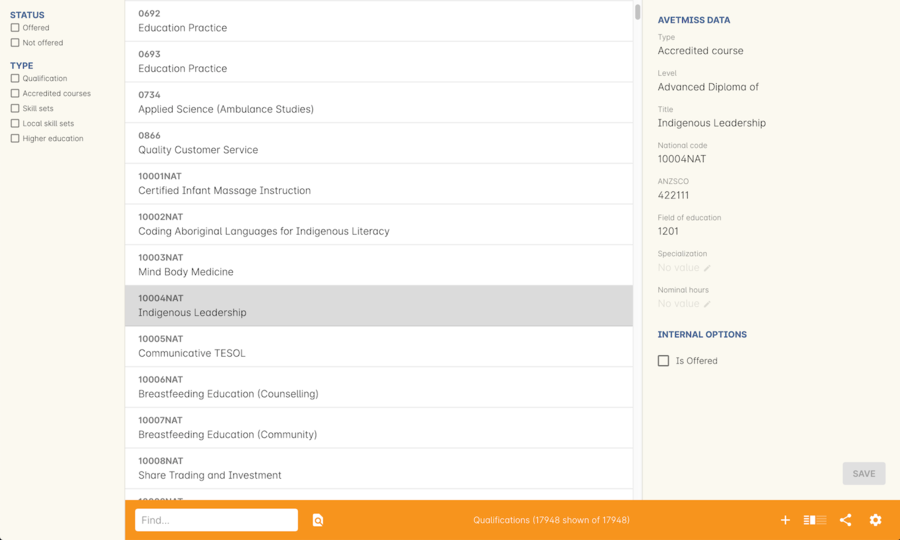 STATUS
Offered
Not offered
TYPE
Qualification
Accredited courses
Skill sets
Local skill sets
Higher education
0692
Education Practice
0693
Education Practice
0734
Applied Science (Ambulance Studies)
0866
Quality Customer Service
10001NAT
Certified Infant Massage Instruction
10002NAT
Coding Aboriginal Languages for Indigenous Literacy
10003NAT
Mind Body Medicine
10004NAT
Indigenous Leadership
10005NAT
Communicative TESOL
10006NAT
Breastfeeding Education (Counselling)
10007NAT
Breastfeeding Education (Community)
10008NAT
Share Trading and Investment
AVETMISS DATA
Type
Accredited course
Level
Advanced Diploma of
Title
Indigenous Leadership
National code
10004NAT
ANZSCO
422111
Field of education
1201
Specialization
No value
Nominal hours
No value
INTERNAL OPTIONS
Is Offered
SAVE
Find...
Qualifications (17948 shown of 17948)